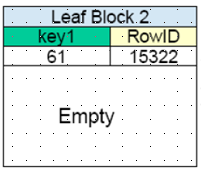 Leaf Block 2
key1 RowID
61 15322
Empty